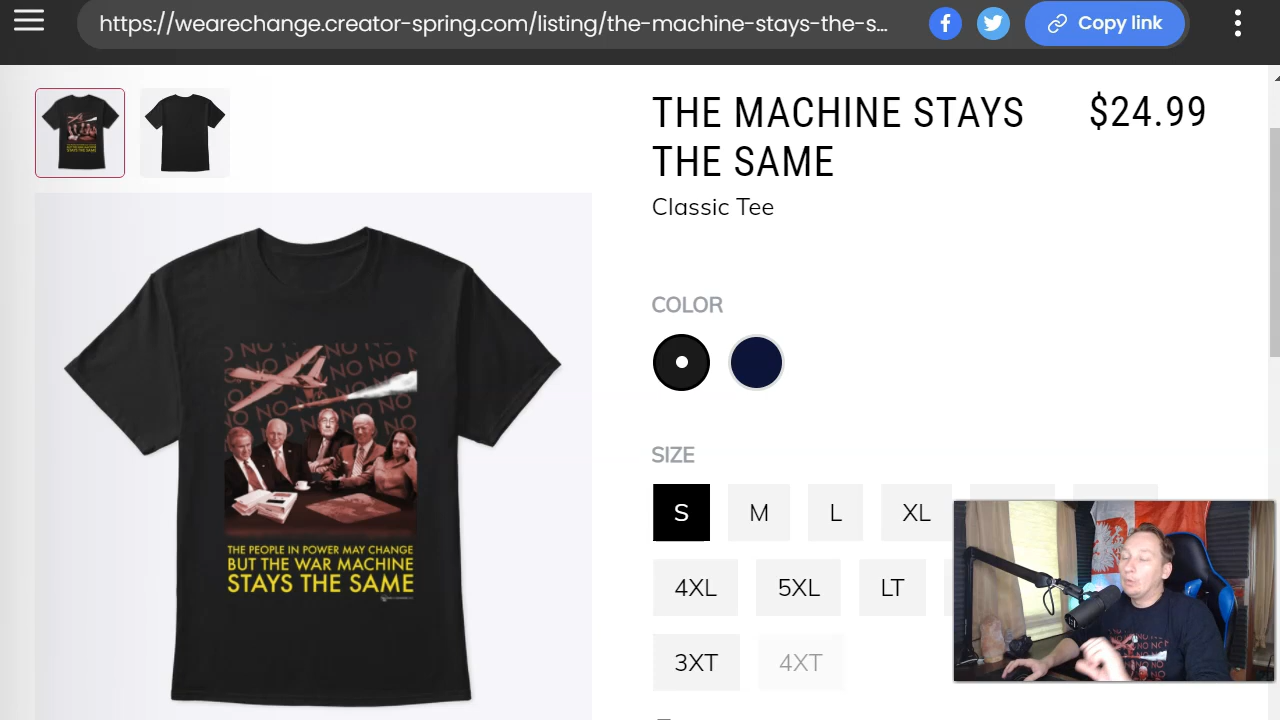 https://wearechange.creator-spring.com/listing/the-machine-stays-the-s...
Copy link
THE MACHINE STAYS
THE SAME
$24.99
Classic Tee
COLOR
SIZE
S M L XL
4XL 5XL LT
3XT 4XT
NO NO NO NO
THE PEOPLE IN POWER MAY CHANGE
BUT THE WAR MACHINE
STAYS THE SAME